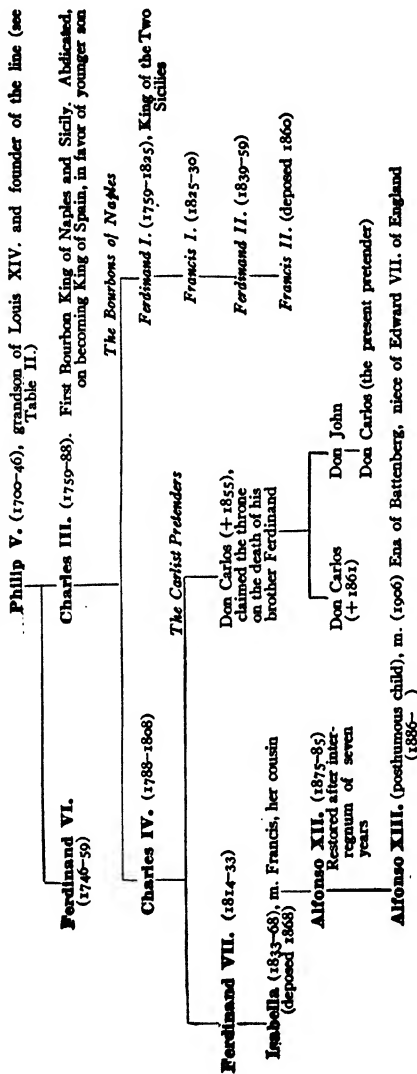 Philip V. (1700-46), grandson of Louis XIV. and founder of the line (see
Table II.)
Ferdinand VI.
(1746-59)
Charles III. (1759-88). First Bourbon King of Naples and Sicily. Abdicated,
on becoming King of Spain, in favor of younger son
The Bourbons of Naples
Charles IV. (1788-1808)
Ferdinand I. (1759-1825), King of the Two
Sicilies
The Carlist Pretenders
Francis I. (1825-30)
Ferdinand VII. (1814-33)
Don Carlos (+ 1855),
claimed the throne
on the death of his
brother Ferdinand
Ferdinand II. (1839-59)
Isabella (1833-68), m. Francis, her cousin
(deposed 1868)
Francis II. (deposed 1860)
Alfonso XII. (1875-85)
Restored after inter-
regnum of seven
years
Don Carlos
(+ 1861)
Don John
Don Carlos (the present pretender)
Alfonso XIII. (posthumous child), m. (1906) Ena of Battenberg, niece of Edward VII. of England
(1886-    )